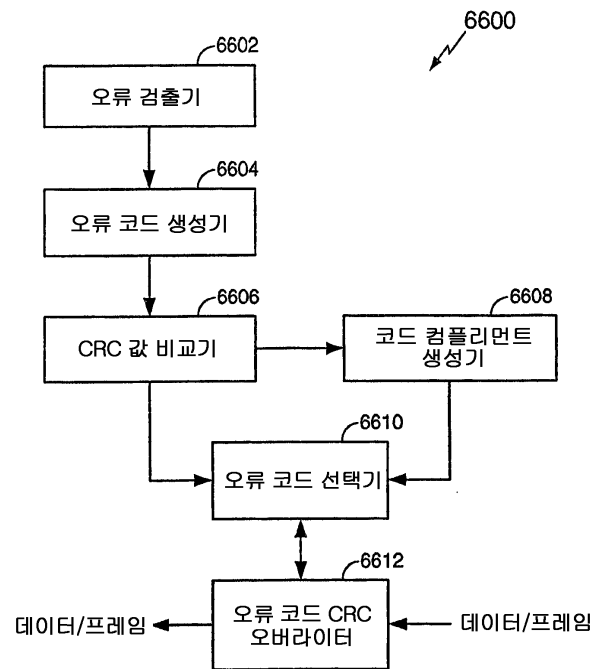 6600
6602
오류 검출기
6604
오류 코드 생성기
6606
CRC 값 비교기
6608
코드 컴플리먼트
생성기
6610
오류 코드 선택기
6612
오류 코드 CRC
오버라이터
데이터/프레임
데이터/프레임